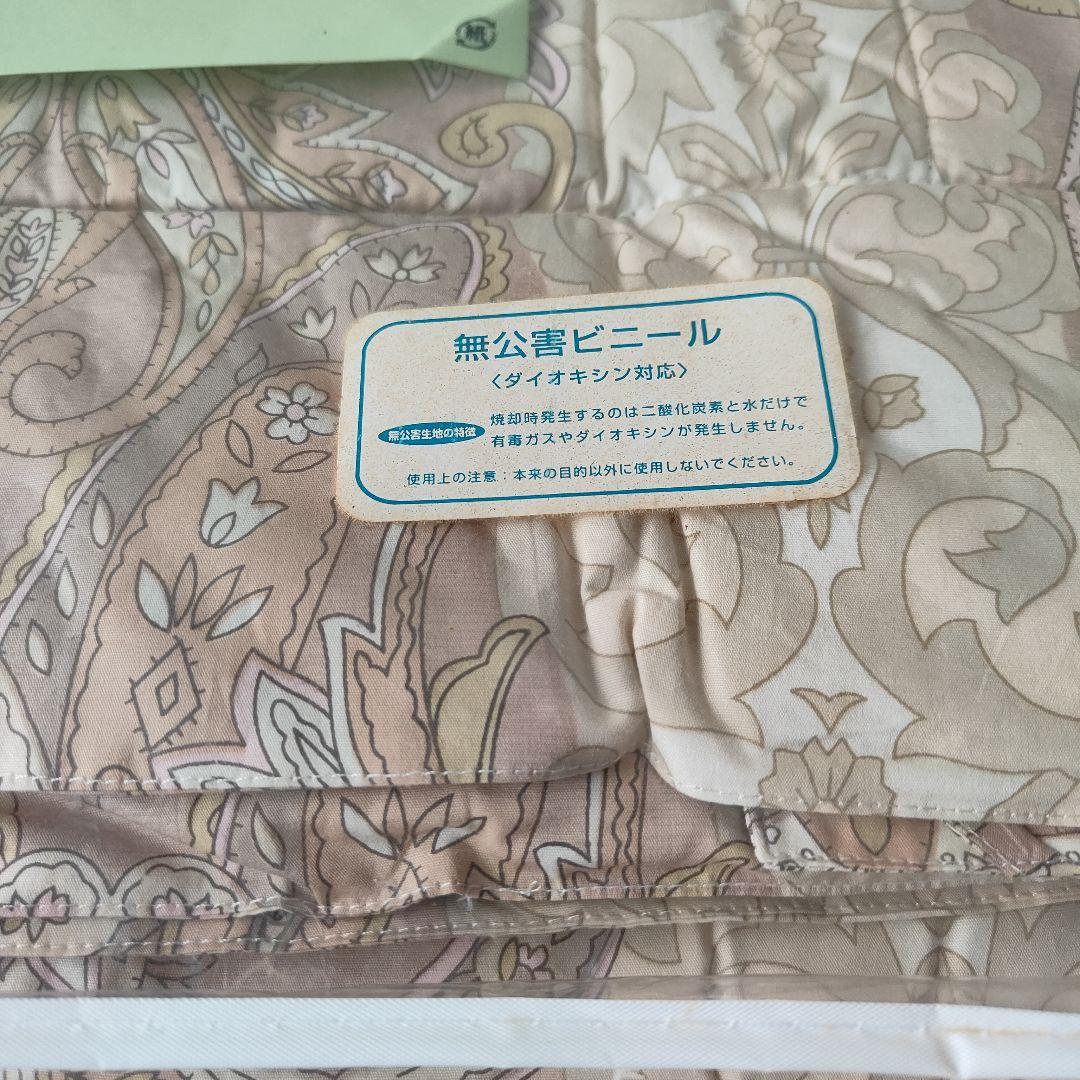 無公害ビニール
〈ダイオキシン対応〉
無公害生地の特徴
焼却時発生するのは二酸化炭素と水だけで
有毒ガスやダイオキシンが発生しません。
使用上の注意：本来の目的以外に使用しないでください。